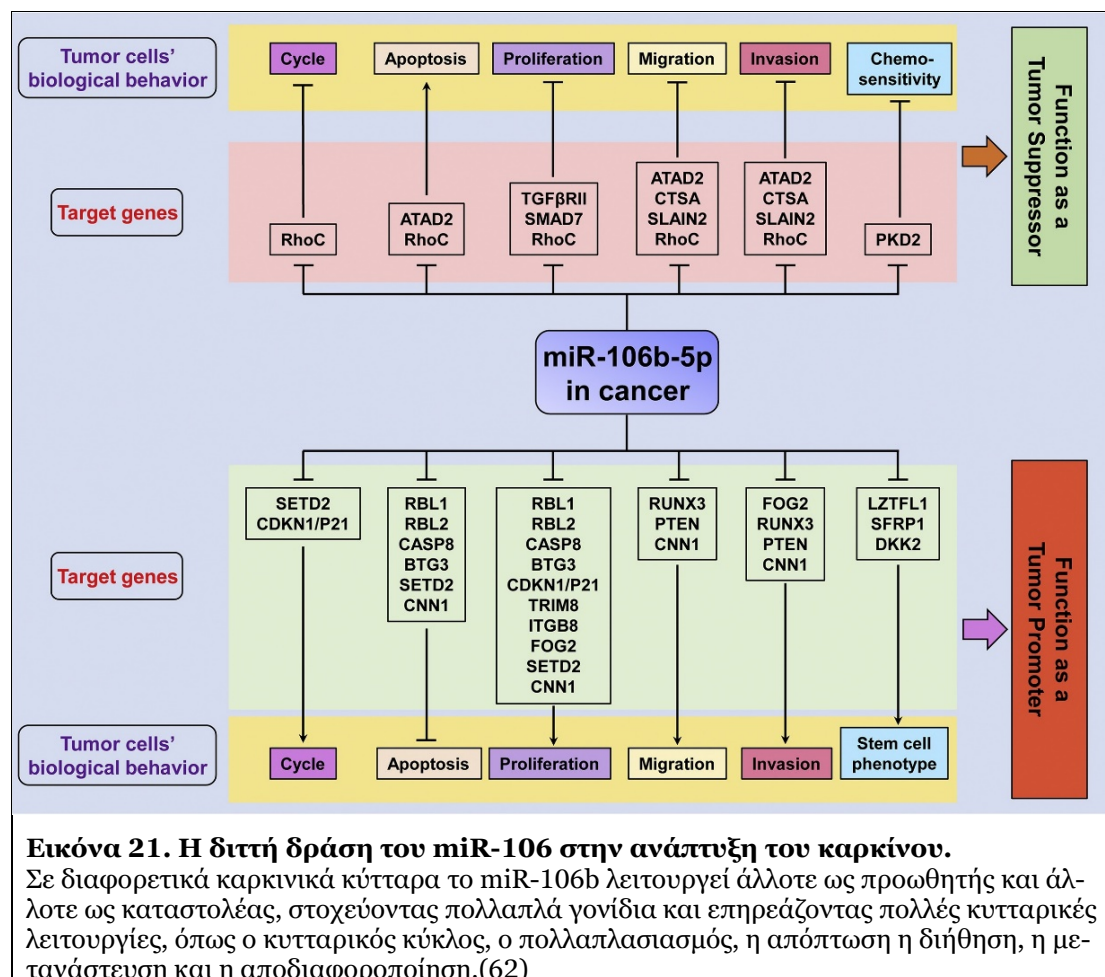 Tumor cells'
biological behavior
Cycle
Apoptosis
Proliferation
Migration
Invasion
Chemo-
sensitivity
Function as a
Tumor Suppressor
Target genes
RhoC
ATAD2
RhoC
TGFβRII
SMAD7
RhoC
ATAD2
CTSA
SLAIN2
RhoC
ATAD2
CTSA
SLAIN2
RhoC
PKD2
miR-106b-5p
in cancer
Target genes
SETD2
CDKN1/P21
RBL1
RBL2
CASP8
BTG3
SETD2
CNN1
RBL1
RBL2
CASP8
BTG3
CDKN1/P21
TRIM8
ITGB8
FOG2
SETD2
CNN1
RUNX3
PTEN
CNN1
FOG2
RUNX3
PTEN
CNN1
LZTFL1
SFRP1
DKK2
Function as a
Tumor Promoter
Tumor cells'
biological behavior
Cycle
Apoptosis
Proliferation
Migration
Invasion
Stem cell
phenotype
Εικόνα 21. Η διττή δράση του miR-106 στην ανάπτυξη του καρκίνου.
Σε διαφορετικά καρκινικά κύτταρα το miR-106b λειτουργεί άλλοτε ως προωθητής και άλ-
λοτε ως καταστολέας, στοχεύοντας πολλαπλά γονίδια και επηρεάζοντας πολλές κυτταρικές
λειτουργίες, όπως ο κυτταρικός κύκλος, ο πολλαπλασιασμός, η απόπτωση η διήθηση, η με-
τανάστευση και η αποδιαφοροποίηση.(62)